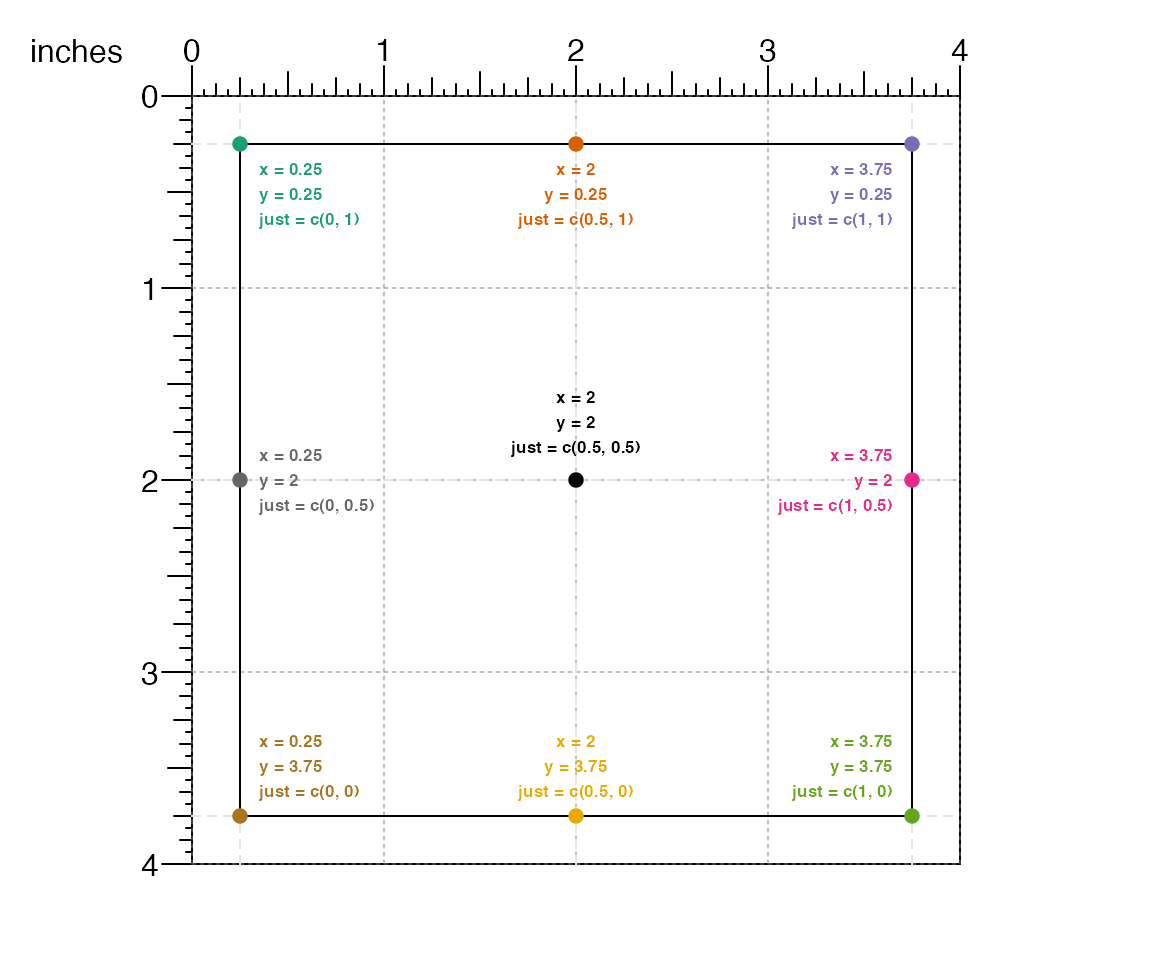 inches
0 1 2 3 4
0
x = 0.25
y = 0.25
just = c(0, 1)
x = 2
y = 0.25
just = c(0.5, 1)
x = 3.75
y = 0.25
just = c(1, 1)
1
x = 2
y = 2
just = c(0.5, 0.5)
2
x = 0.25
y = 2
just = c(0, 0.5)
x = 3.75
y = 2
just = c(1, 0.5)
3
x = 0.25
y = 3.75
just = c(0, 0)
x = 2
y = 3.75
just = c(0.5, 0)
x = 3.75
y = 3.75
just = c(1, 0)
4